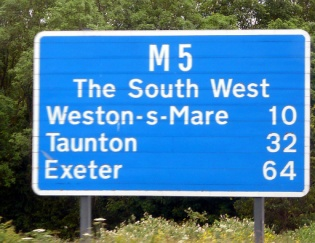 M5
The South West
Weston-s-Mare 10
Taunton 32
Exeter 64